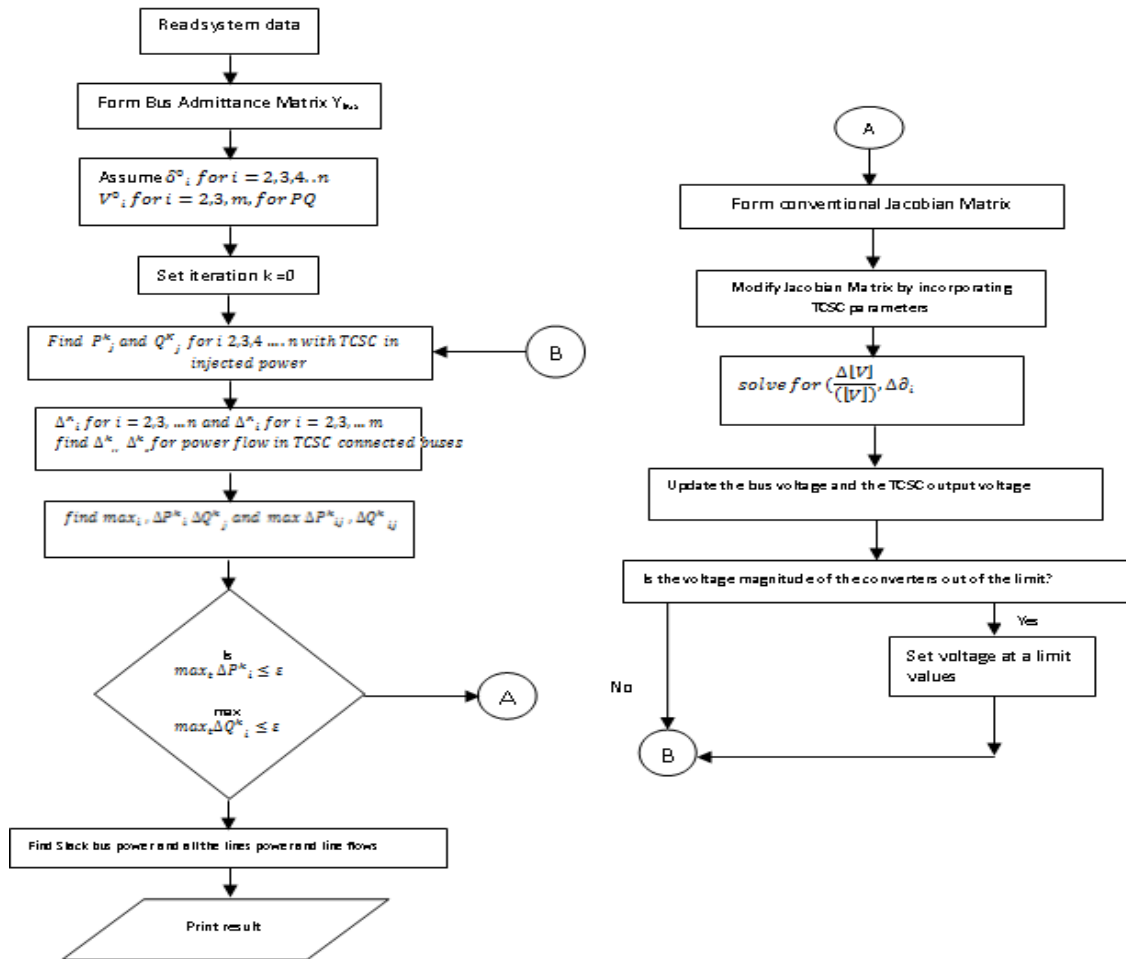 Read system data
Form Bus Admittance Matrix Y_bus
Assume δ°ᵢ for i = 2,3,4..n
V°ᵢ for i = 2,3,m, for PQ
Set iteration k =0
Find Pᵏⱼ and Qᴷⱼ for i 2,3,4 .... n with TCSC in
injected power
B
Δᵏᵢ for i = 2,3, ...n and Δᵏᵢ for i = 2,3, ... m
find Δᵏ,, Δᵏ, for power flow in TCSC connected buses
find maxᵢ , ΔPᵏᵢ ΔQᵏⱼ and max ΔPᵏᵢⱼ , ΔQᵏᵢⱼ
Is
maxₜ ΔPᵏᵢ ≤ ε
max
maxₜΔQᵏᵢ ≤ ε
A
Find Slack bus power and all the lines power and line flows
Print result
A
Form conventional Jacobian Matrix
Modify Jacobian Matrix by incorporating
TCSC parameters
solve for (Δ[V]/([V]), Δ∂ᵢ
Update the bus voltage and the TCSC output voltage
Is the voltage magnitude of the converters out of the limit?
Yes
Set voltage at a limit
values
No
B